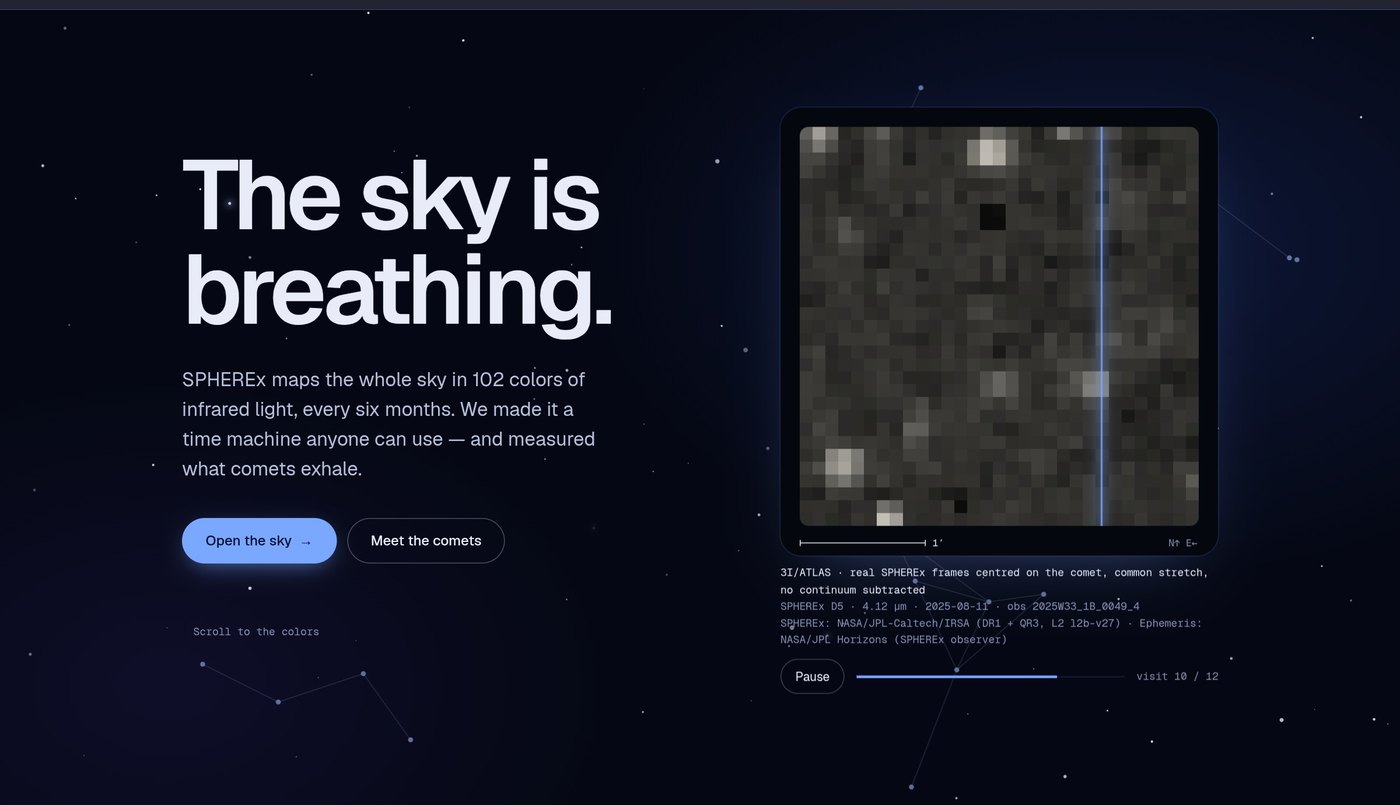 The sky is
breathing.
SPHEREx maps the whole sky in 102 colors of
infrared light, every six months. We made it a
time machine anyone can use — and measured
what comets exhale.
Open the sky →
Meet the comets
Scroll to the colors
1′
N↑ E←
3I/ATLAS · real SPHEREx frames centred on the comet, common stretch,
no continuum subtracted
SPHEREx D5 · 4.12 µm · 2025-08-11 · obs 2025W33_1B_0049_4
SPHEREx: NASA/JPL-Caltech/IRSA (DR1 + QR3, L2 l2b-v27) · Ephemeris:
NASA/JPL Horizons (SPHEREx observer)
Pause
visit 10 / 12